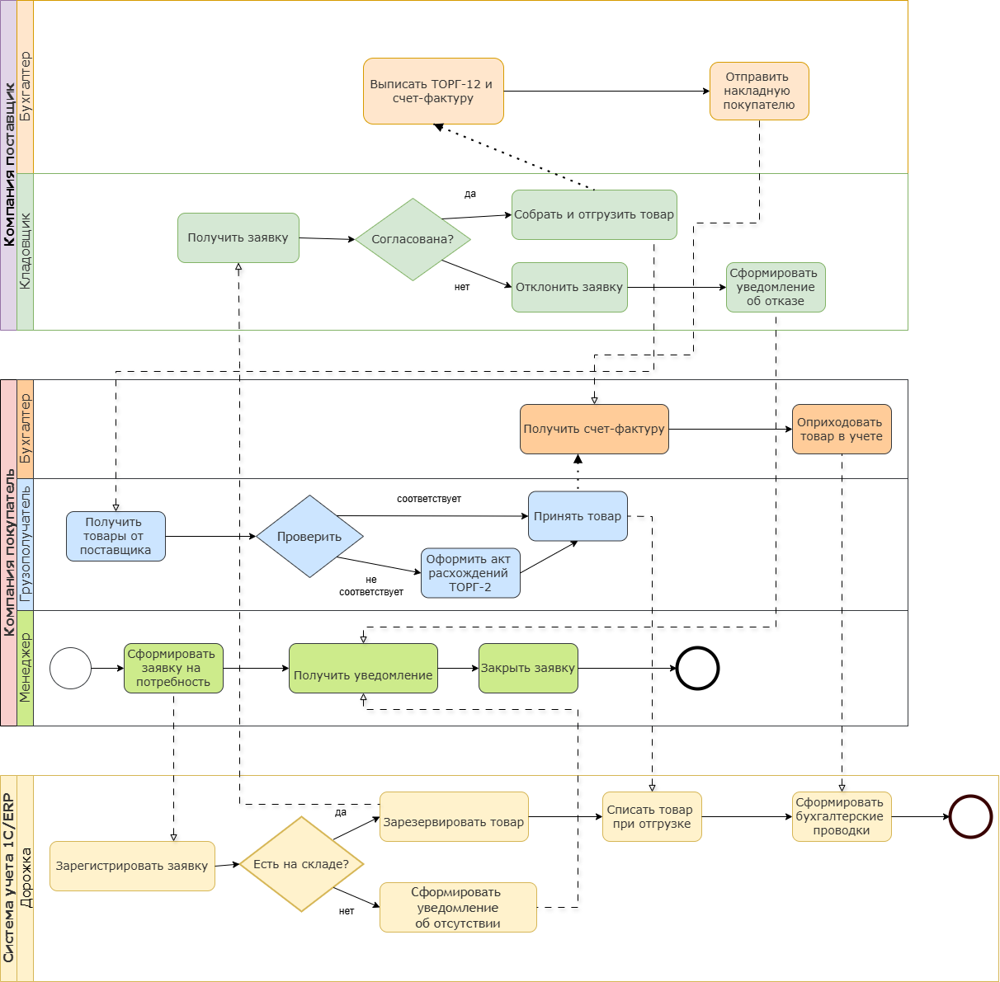 Компания поставщик
Бухгалтер
Выписать ТОРГ-12 и
счет-фактуру
Отправить
накладную
покупателю
Кладовщик
Получить заявку
Согласована?
да
нет
Собрать и отгрузить товар
Отклонить заявку
Сформировать
уведомление
об отказе
Компания покупатель
Бухгалтер
Получить счет-фактуру
Оприходовать
товар в учете
Грузополучатель
Получить
товары от
поставщика
Проверить
соответствует
не
соответствует
Оформить акт
расхождений
ТОРГ-2
Принять товар
Менеджер
Сформировать
заявку на
потребность
Получить уведомление
Закрыть заявку
Система учета 1С/ERP
Дорожка
Зарегистрировать заявку
Есть на складе?
да
нет
Зарезервировать товар
Сформировать
уведомление
об отсутствии
Списать товар
при отгрузке
Сформировать
бухгалтерские
проводки